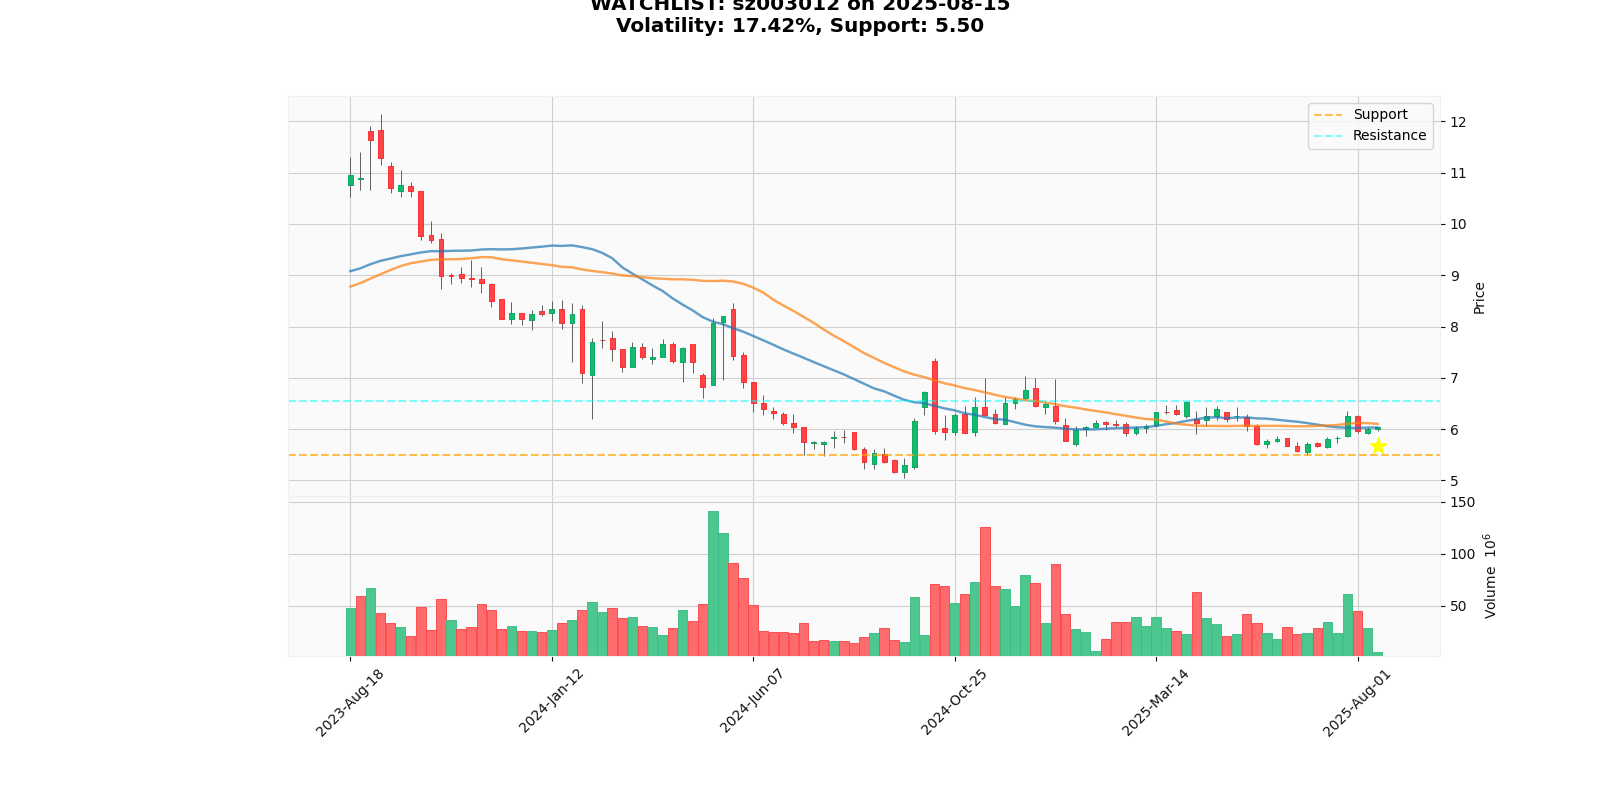 WATCHLIST: sz003012 on 2025-08-15
Volatility: 17.42%, Support: 5.50
Support
Resistance
12
11
10
9
8
7
6
5
Price
150
100
50
Volume 10⁶
2023-Aug-18
2024-Jan-12
2024-Jun-07
2024-Oct-25
2025-Mar-14
2025-Aug-01